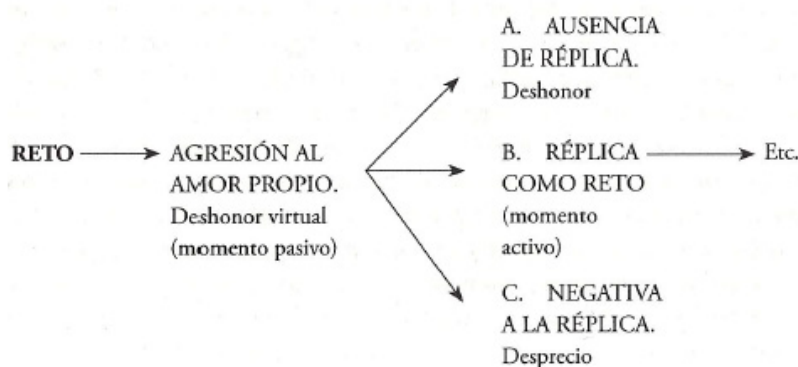 A. AUSENCIA
DE RÉPLICA.
Deshonor
RETO
AGRESIÓN AL
AMOR PROPIO.
Deshonor virtual
(momento pasivo)
B. RÉPLICA
COMO RETO
(momento
activo)
Etc.
C. NEGATIVA
A LA RÉPLICA.
Desprecio